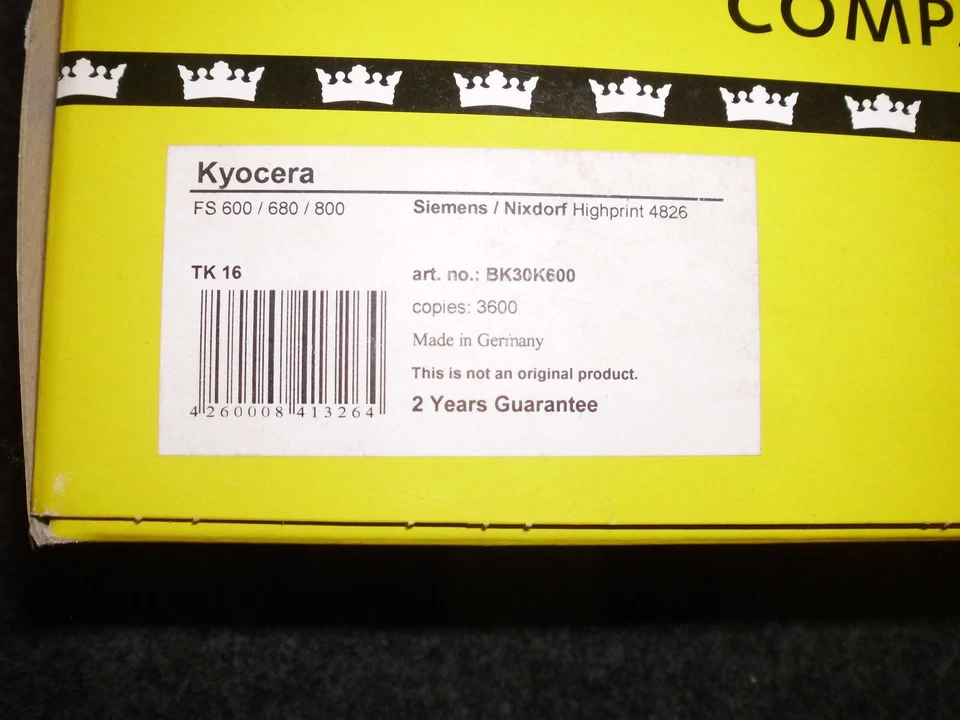 COMPA
Kyocera
FS 600 / 680 / 800
Siemens / Nixdorf Highprint 4826
TK 16
art. no.: BK30K600
copies: 3600
Made in Germany
This is not an original product.
2 Years Guarantee
4 260008 413264